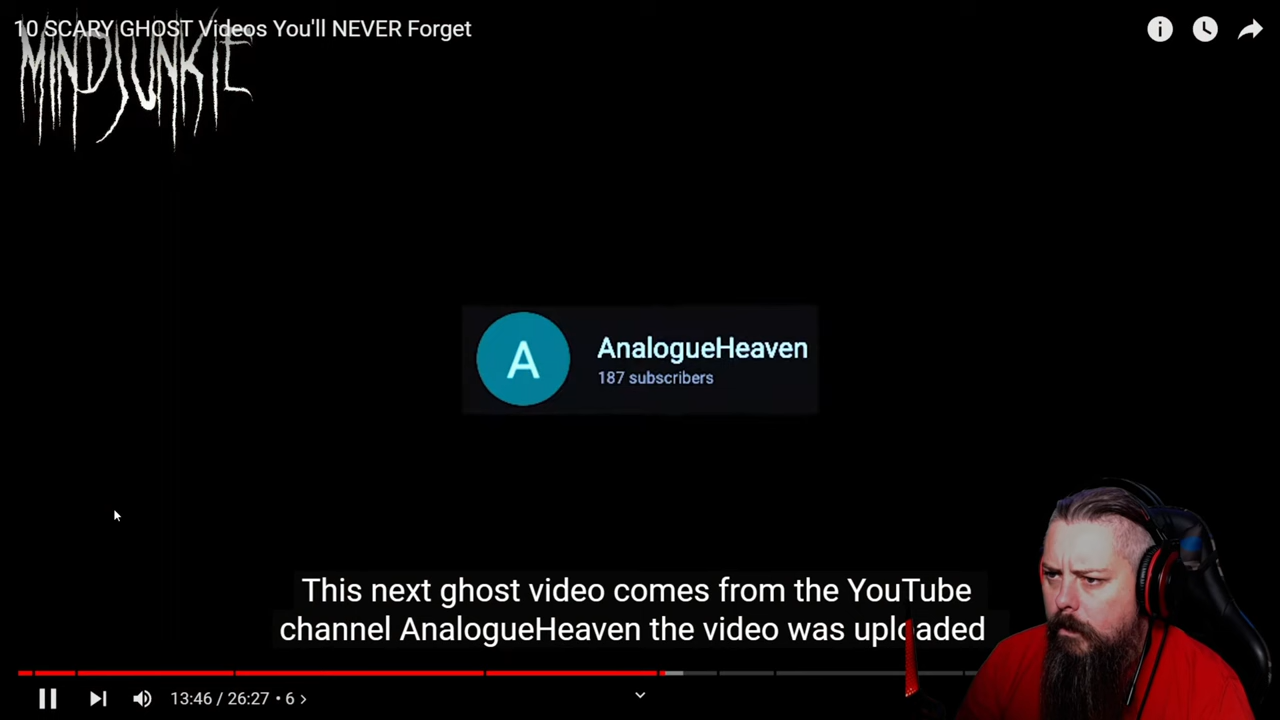 10 SCARY GHOST Videos You'll NEVER Forget
MINDJUNKIE
A
AnalogueHeaven
187 subscribers
This next ghost video comes from the YouTube
channel AnalogueHeaven the video was uploaded
13:46 / 26:27 • 6 >